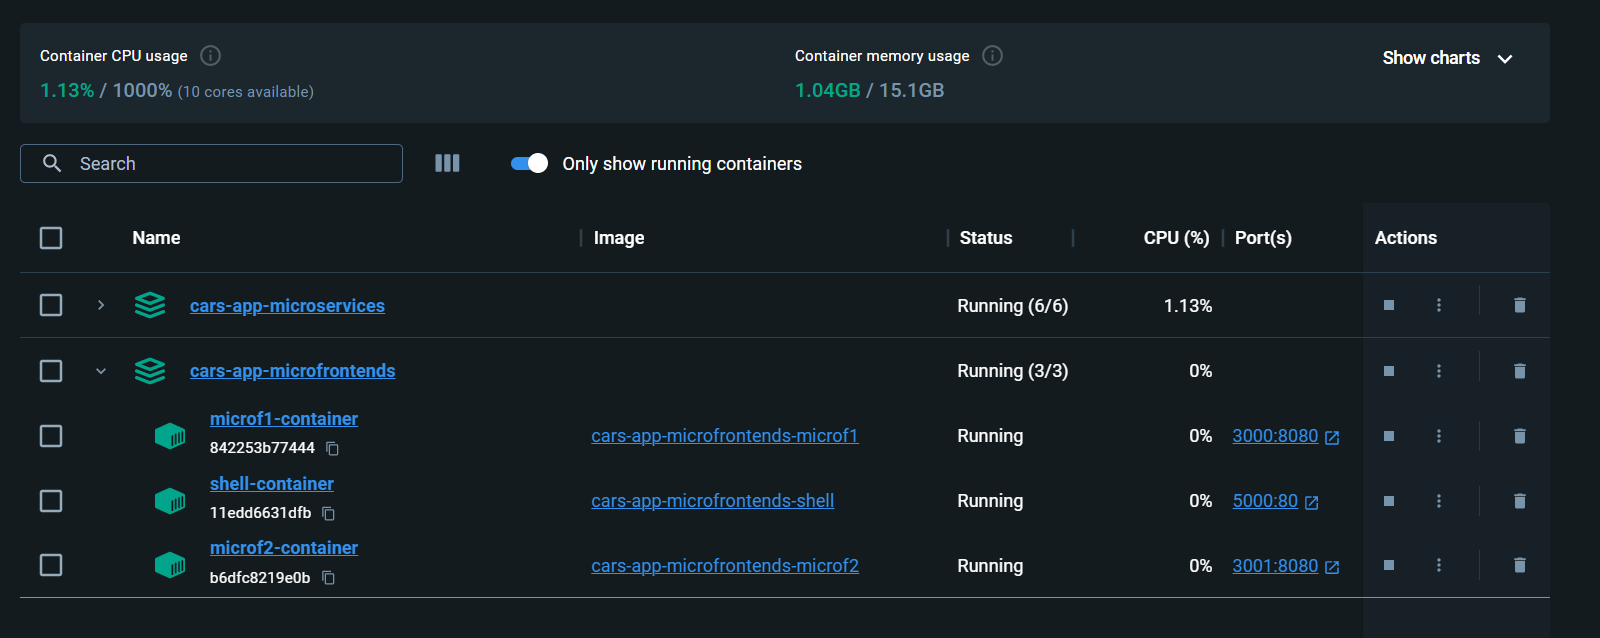 Container CPU usage
1.13% / 1000% (10 cores available)
Container memory usage
1.04GB / 15.1GB
Show charts
Search
Only show running containers
Name Image Status CPU (%) Port(s) Actions
cars-app-microservices Running (6/6) 1.13%
cars-app-microfrontends Running (3/3) 0%
microf1-container
842253b77444
cars-app-microfrontends-microf1 Running 0% 3000:8080
shell-container
11edd6631dfb
cars-app-microfrontends-shell Running 0% 5000:80
microf2-container
b6dfc8219e0b
cars-app-microfrontends-microf2 Running 0% 3001:8080